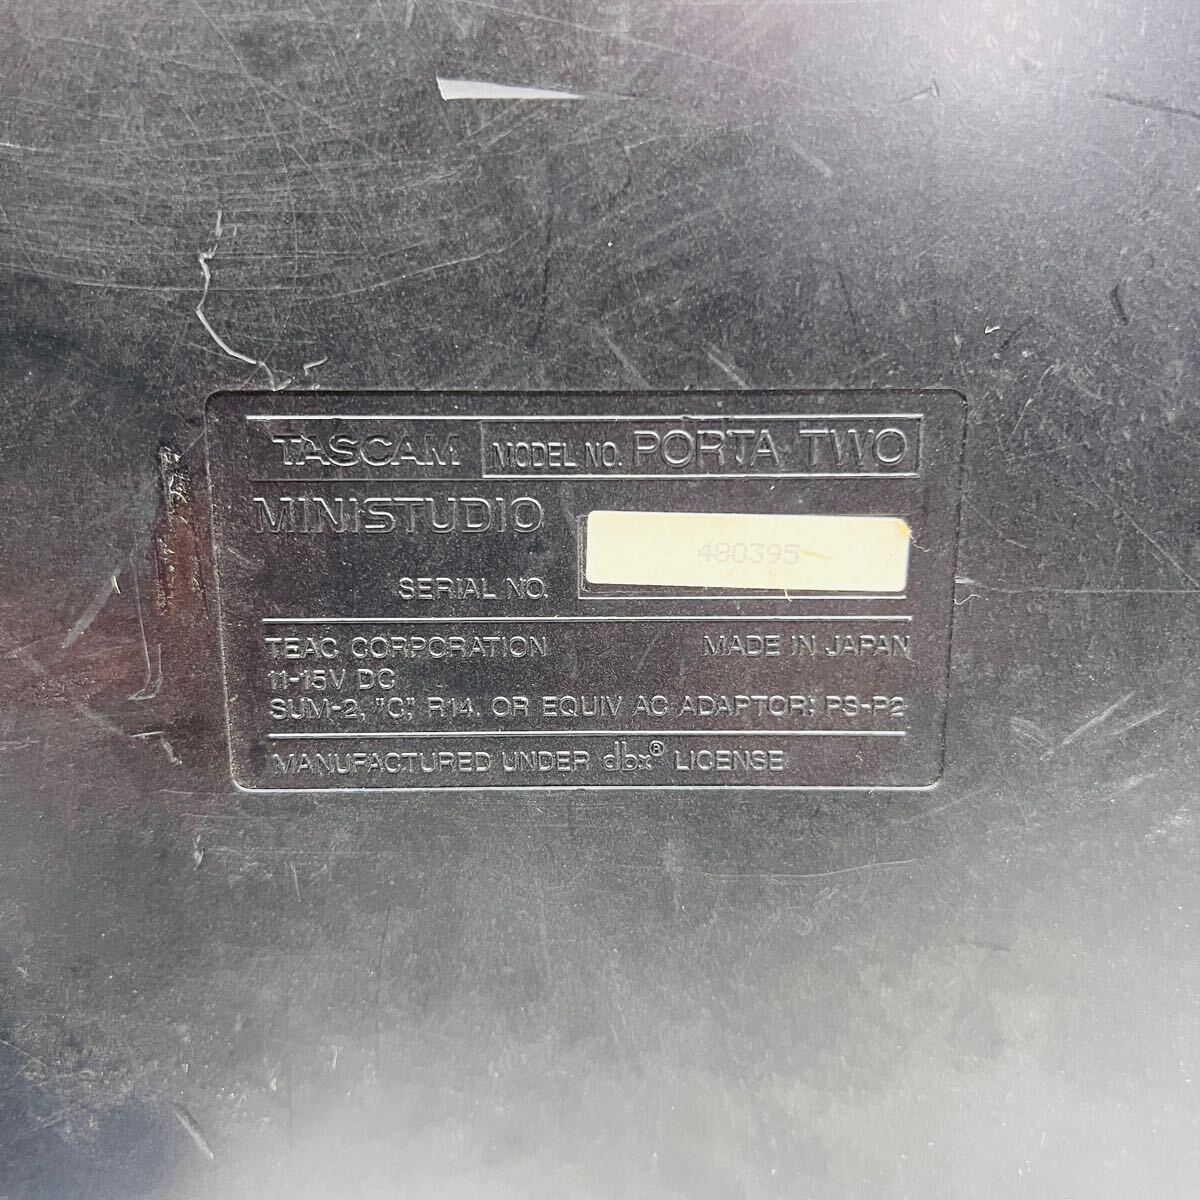 TASCAM MODEL NO. PORTA TWO
MINISTUDIO
480395
SERIAL NO.
TEAC CORPORATION MADE IN JAPAN
11-15V DC
SUM-2, "C", R14. OR EQUIV AC ADAPTOR: PS-P2
MANUFACTURED UNDER dbx® LICENSE